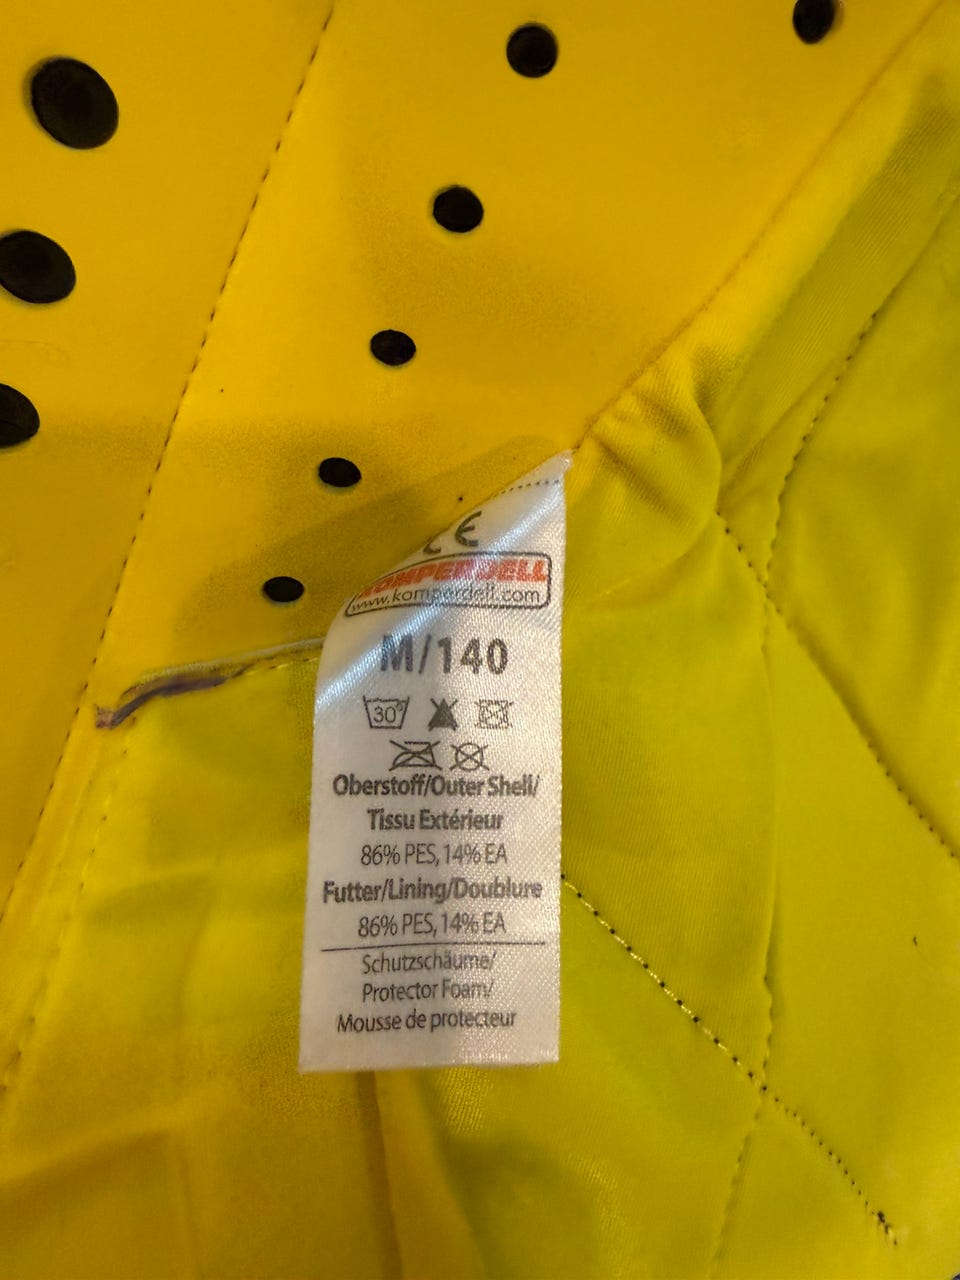 CE
KOMPERDELL
www.komperdell.com
M/140
30°
Oberstoff/Outer Shell/
Tissu Extérieur
86% PES, 14% EA
Futter/Lining/Doublure
86% PES, 14% EA
Schutzschäume/
Protector Foam/
Mousse de protecteur